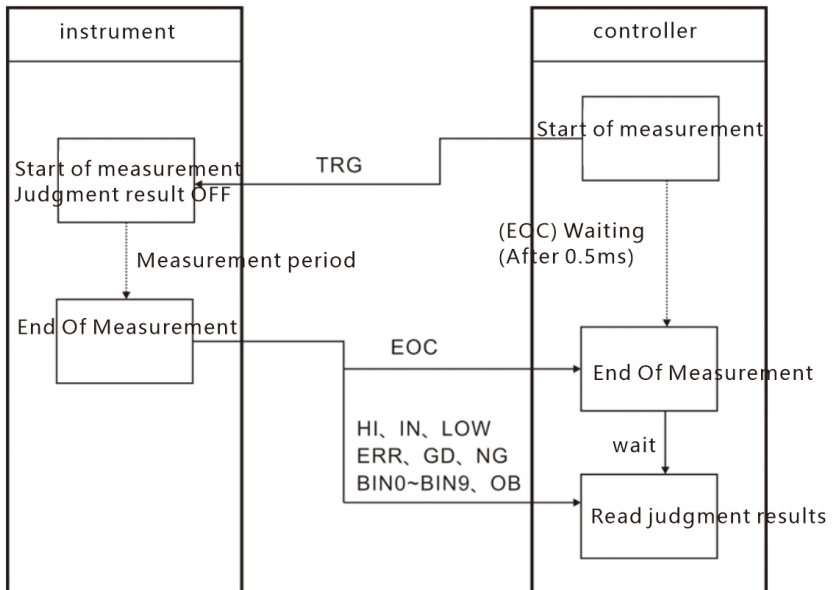 instrument
controller
Start of measurement
TRG
Start of measurement
Judgment result OFF
(EOC) Waiting
(After 0.5ms)
Measurement period
End Of Measurement
EOC
End Of Measurement
HI、IN、LOW
ERR、GD、NG
BIN0~BIN9、OB
wait
Read judgment results